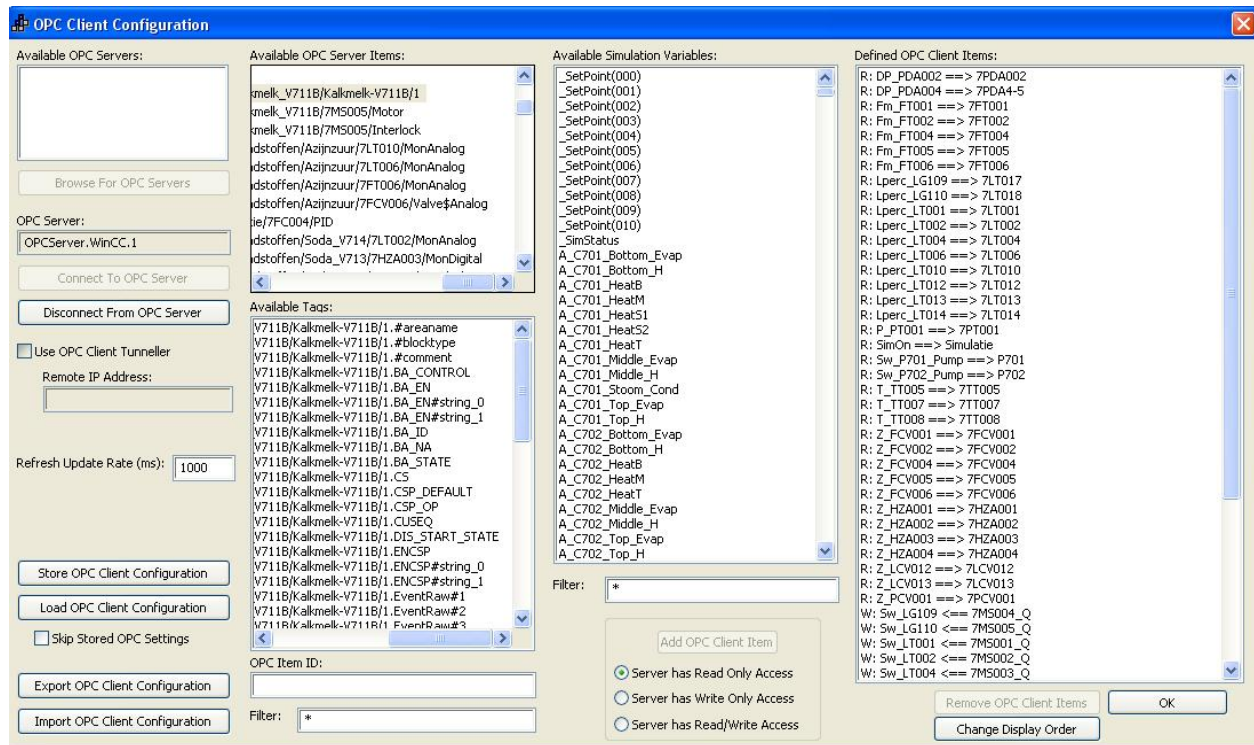 OPC Client Configuration
Available OPC Servers:
Browse For OPC Servers
OPC Server:
OPCServer.WinCC.1
Connect To OPC Server
Disconnect From OPC Server
Use OPC Client Tunneller
Remote IP Address:
Refresh Update Rate (ms): 1000
Store OPC Client Configuration
Load OPC Client Configuration
Skip Stored OPC Settings
Export OPC Client Configuration
Import OPC Client Configuration
Available OPC Server Items:
kmelk_V711B/Kalkmelk-V711B/1
kmelk_V711B/7MS005/Motor
kmelk_V711B/7MS005/Interlock
dstoffen/Azijnzuur/7LT010/MonAnalog
dstoffen/Azijnzuur/7LT006/MonAnalog
dstoffen/Azijnzuur/7FT006/MonAnalog
dstoffen/Azijnzuur/7FCV006/Valve$Analog
ie/7FC004/PID
dstoffen/Soda_V714/7LT002/MonAnalog
dstoffen/Soda_V713/7HZA003/MonDigital
Available Tags:
V711B/Kalkmelk-V711B/1.#areaname
V711B/Kalkmelk-V711B/1.#blocktype
V711B/Kalkmelk-V711B/1.#comment
V711B/Kalkmelk-V711B/1.BA_CONTROL
V711B/Kalkmelk-V711B/1.BA_EN
V711B/Kalkmelk-V711B/1.BA_EN#string_0
V711B/Kalkmelk-V711B/1.BA_EN#string_1
V711B/Kalkmelk-V711B/1.BA_ID
V711B/Kalkmelk-V711B/1.BA_NA
V711B/Kalkmelk-V711B/1.BA_STATE
V711B/Kalkmelk-V711B/1.CS
V711B/Kalkmelk-V711B/1.CSP_DEFAULT
V711B/Kalkmelk-V711B/1.CSP_OP
V711B/Kalkmelk-V711B/1.CUSEQ
V711B/Kalkmelk-V711B/1.DIS_START_STATE
V711B/Kalkmelk-V711B/1.ENCSP
V711B/Kalkmelk-V711B/1.ENCSP#string_0
V711B/Kalkmelk-V711B/1.ENCSP#string_1
V711B/Kalkmelk-V711B/1.EventRaw#1
V711B/Kalkmelk-V711B/1.EventRaw#2
V711B/Kalkmelk-V711B/1.EventRaw#3
OPC Item ID:
Filter: *
Available Simulation Variables:
_SetPoint(000)
_SetPoint(001)
_SetPoint(002)
_SetPoint(003)
_SetPoint(004)
_SetPoint(005)
_SetPoint(006)
_SetPoint(007)
_SetPoint(008)
_SetPoint(009)
_SetPoint(010)
_SimStatus
A_C701_Bottom_Evap
A_C701_Bottom_H
A_C701_HeatB
A_C701_HeatM
A_C701_HeatS1
A_C701_HeatS2
A_C701_HeatT
A_C701_Middle_Evap
A_C701_Middle_H
A_C701_Stoom_Cond
A_C701_Top_Evap
A_C701_Top_H
A_C702_Bottom_Evap
A_C702_Bottom_H
A_C702_HeatB
A_C702_HeatM
A_C702_HeatT
A_C702_Middle_Evap
A_C702_Middle_H
A_C702_Top_Evap
A_C702_Top_H
Filter: *
Add OPC Client Item
Server has Read Only Access
Server has Write Only Access
Server has Read/Write Access
Defined OPC Client Items:
R: DP_PDA002 ==> 7PDA002
R: DP_PDA004 ==> 7PDA4-5
R: Fm_FT001 ==> 7FT001
R: Fm_FT002 ==> 7FT002
R: Fm_FT004 ==> 7FT004
R: Fm_FT005 ==> 7FT005
R: Fm_FT006 ==> 7FT006
R: Lperc_LG109 ==> 7LT017
R: Lperc_LG110 ==> 7LT018
R: Lperc_LT001 ==> 7LT001
R: Lperc_LT002 ==> 7LT002
R: Lperc_LT004 ==> 7LT004
R: Lperc_LT006 ==> 7LT006
R: Lperc_LT010 ==> 7LT010
R: Lperc_LT012 ==> 7LT012
R: Lperc_LT013 ==> 7LT013
R: Lperc_LT014 ==> 7LT014
R: P_PT001 ==> 7PT001
R: SimOn ==> Simulatie
R: Sw_P701_Pump ==> P701
R: Sw_P702_Pump ==> P702
R: T_TT005 ==> 7TT005
R: T_TT007 ==> 7TT007
R: T_TT008 ==> 7TT008
R: Z_FCV001 ==> 7FCV001
R: Z_FCV002 ==> 7FCV002
R: Z_FCV004 ==> 7FCV004
R: Z_FCV005 ==> 7FCV005
R: Z_FCV006 ==> 7FCV006
R: Z_HZA001 ==> 7HZA001
R: Z_HZA002 ==> 7HZA002
R: Z_HZA003 ==> 7HZA003
R: Z_HZA004 ==> 7HZA004
R: Z_LCV012 ==> 7LCV012
R: Z_LCV013 ==> 7LCV013
R: Z_PCV001 ==> 7PCV001
W: Sw_LG109 <== 7MS004_Q
W: Sw_LG110 <== 7MS005_Q
W: Sw_LT001 <== 7MS001_Q
W: Sw_LT002 <== 7MS002_Q
W: Sw_LT004 <== 7MS003_Q
Remove OPC Client Items
OK
Change Display Order